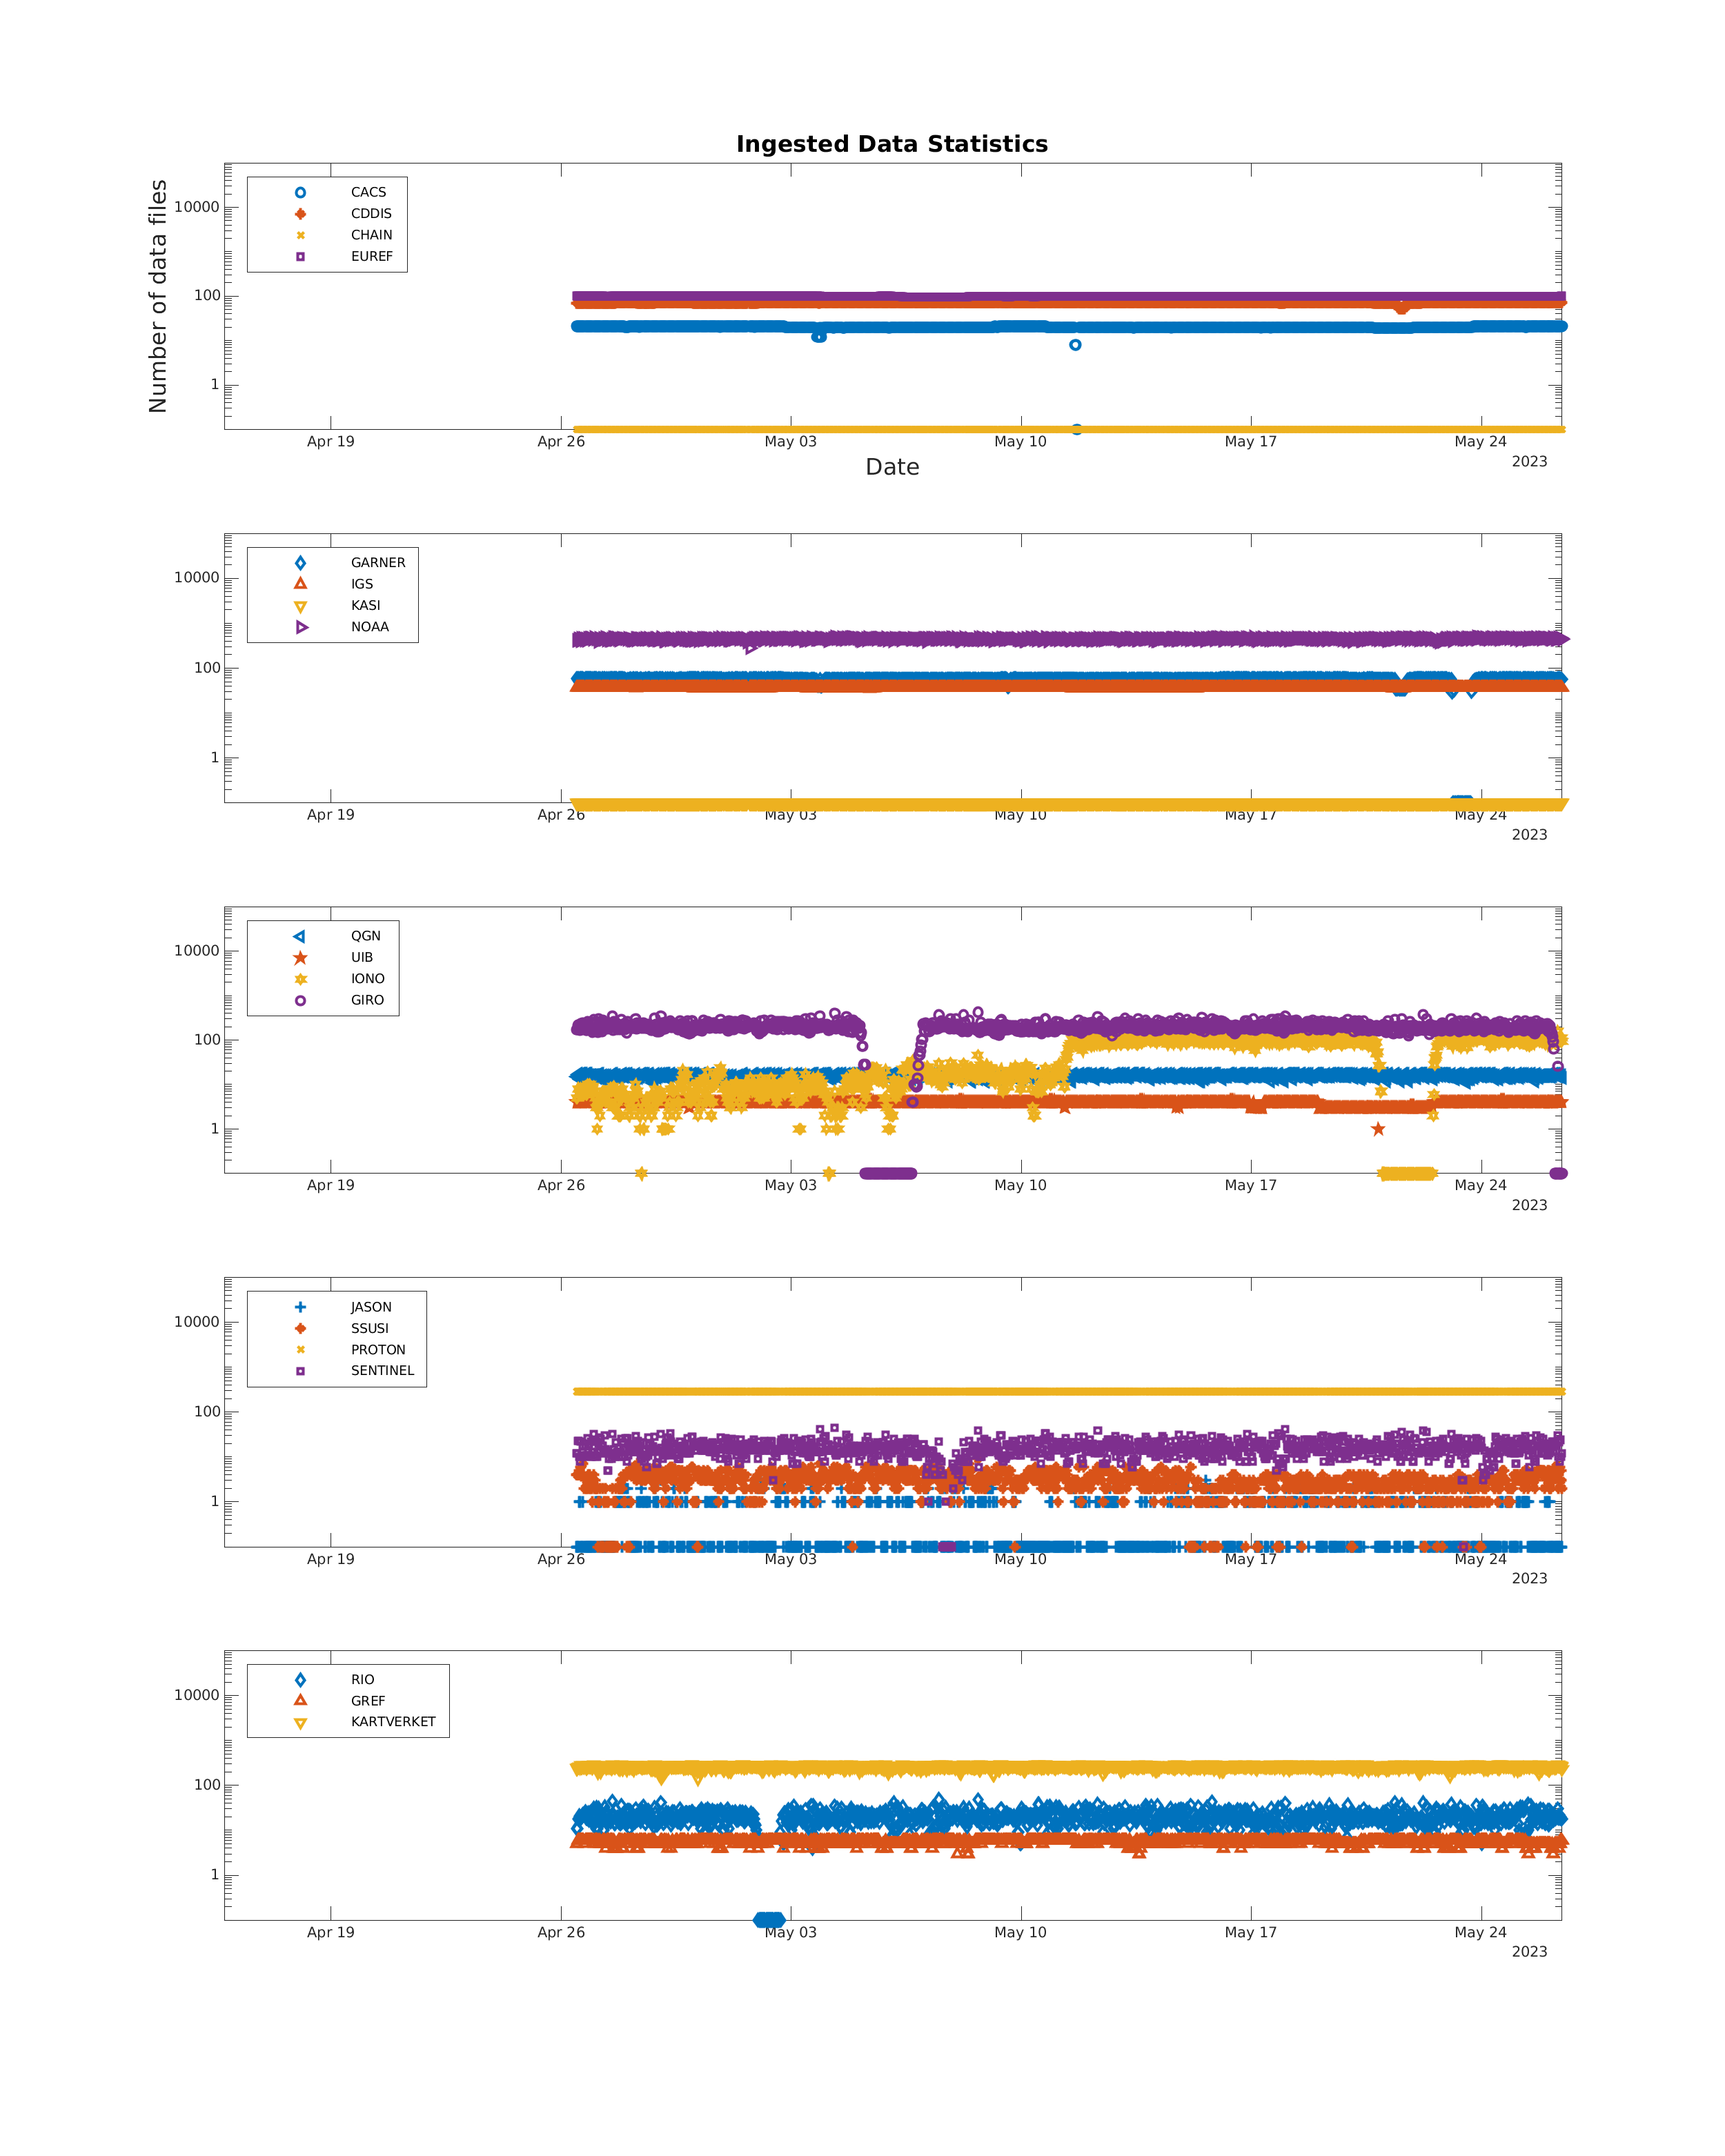 Ingested Data Statistics
Number of data files
CACS
CDDIS
CHAIN
EUREF
10000
100
1
Apr 19 Apr 26 May 03 May 10 May 17 May 24
2023
Date
GARNER
IGS
KASI
NOAA
10000
100
1
Apr 19 Apr 26 May 03 May 10 May 17 May 24
2023
QGN
UIB
IONO
GIRO
10000
100
1
Apr 19 Apr 26 May 03 May 10 May 17 May 24
2023
JASON
SSUSI
PROTON
SENTINEL
10000
100
1
Apr 19 Apr 26 May 03 May 10 May 17 May 24
2023
RIO
GREF
KARTVERKET
10000
100
1
Apr 19 Apr 26 May 03 May 10 May 17 May 24
2023